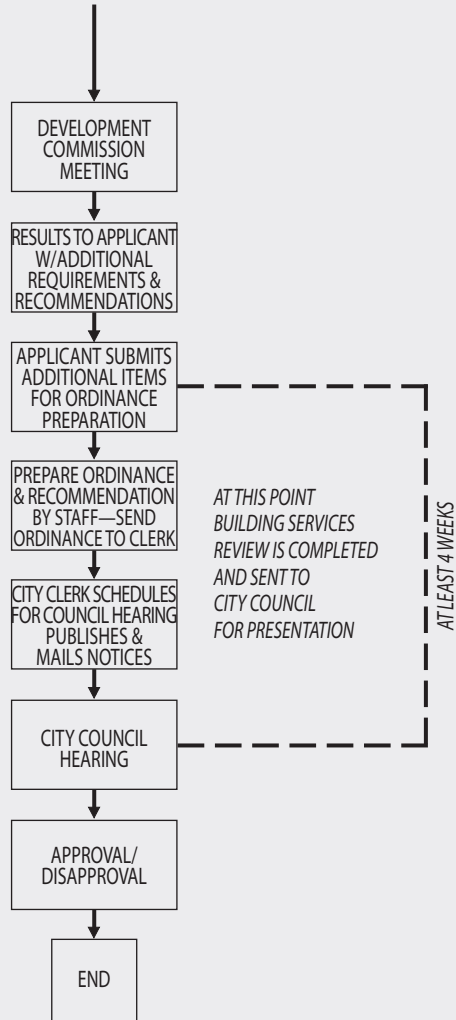 DEVELOPMENT
COMMISSION
MEETING
RESULTS TO APPLICANT
W/ADDITIONAL
REQUIREMENTS &
RECOMMENDATIONS
APPLICANT SUBMITS
ADDITIONAL ITEMS
FOR ORDINANCE
PREPARATION
PREPARE ORDINANCE
& RECOMMENDATION
BY STAFF—SEND
ORDINANCE TO CLERK
AT THIS POINT
BUILDING SERVICES
REVIEW IS COMPLETED
AND SENT TO
CITY COUNCIL
FOR PRESENTATION
AT LEAST 4 WEEKS
CITY CLERK SCHEDULES
FOR COUNCIL HEARING
PUBLISHES &
MAILS NOTICES
CITY COUNCIL
HEARING
APPROVAL/
DISAPPROVAL
END